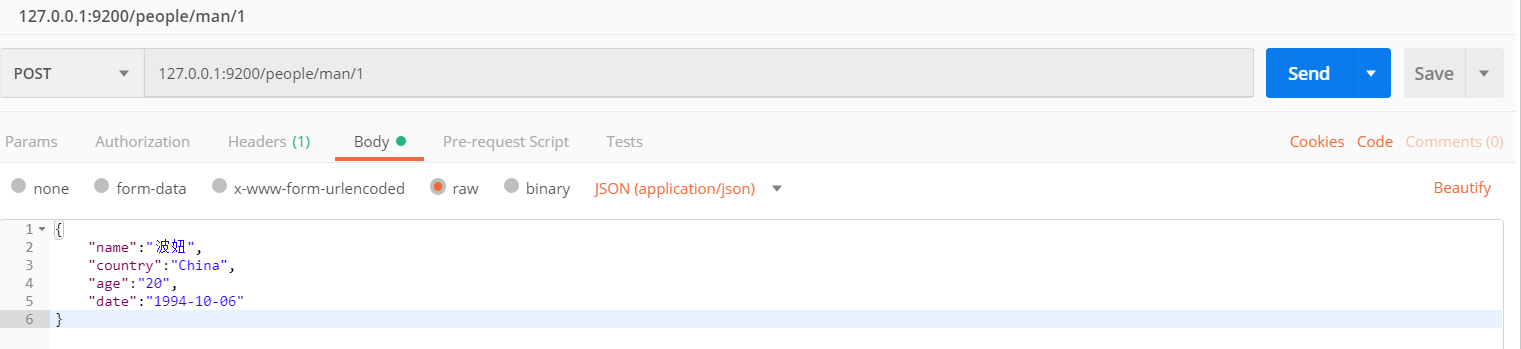 127.0.0.1:9200/people/man/1
POST 127.0.0.1:9200/people/man/1 Send Save
Params Authorization Headers (1) Body Pre-request Script Tests Cookies Code Comments (0)
none form-data x-www-form-urlencoded raw binary JSON (application/json) Beautify
1 {
2 "name":"波妞",
3 "country":"China",
4 "age":"20",
5 "date":"1994-10-06"
6 }